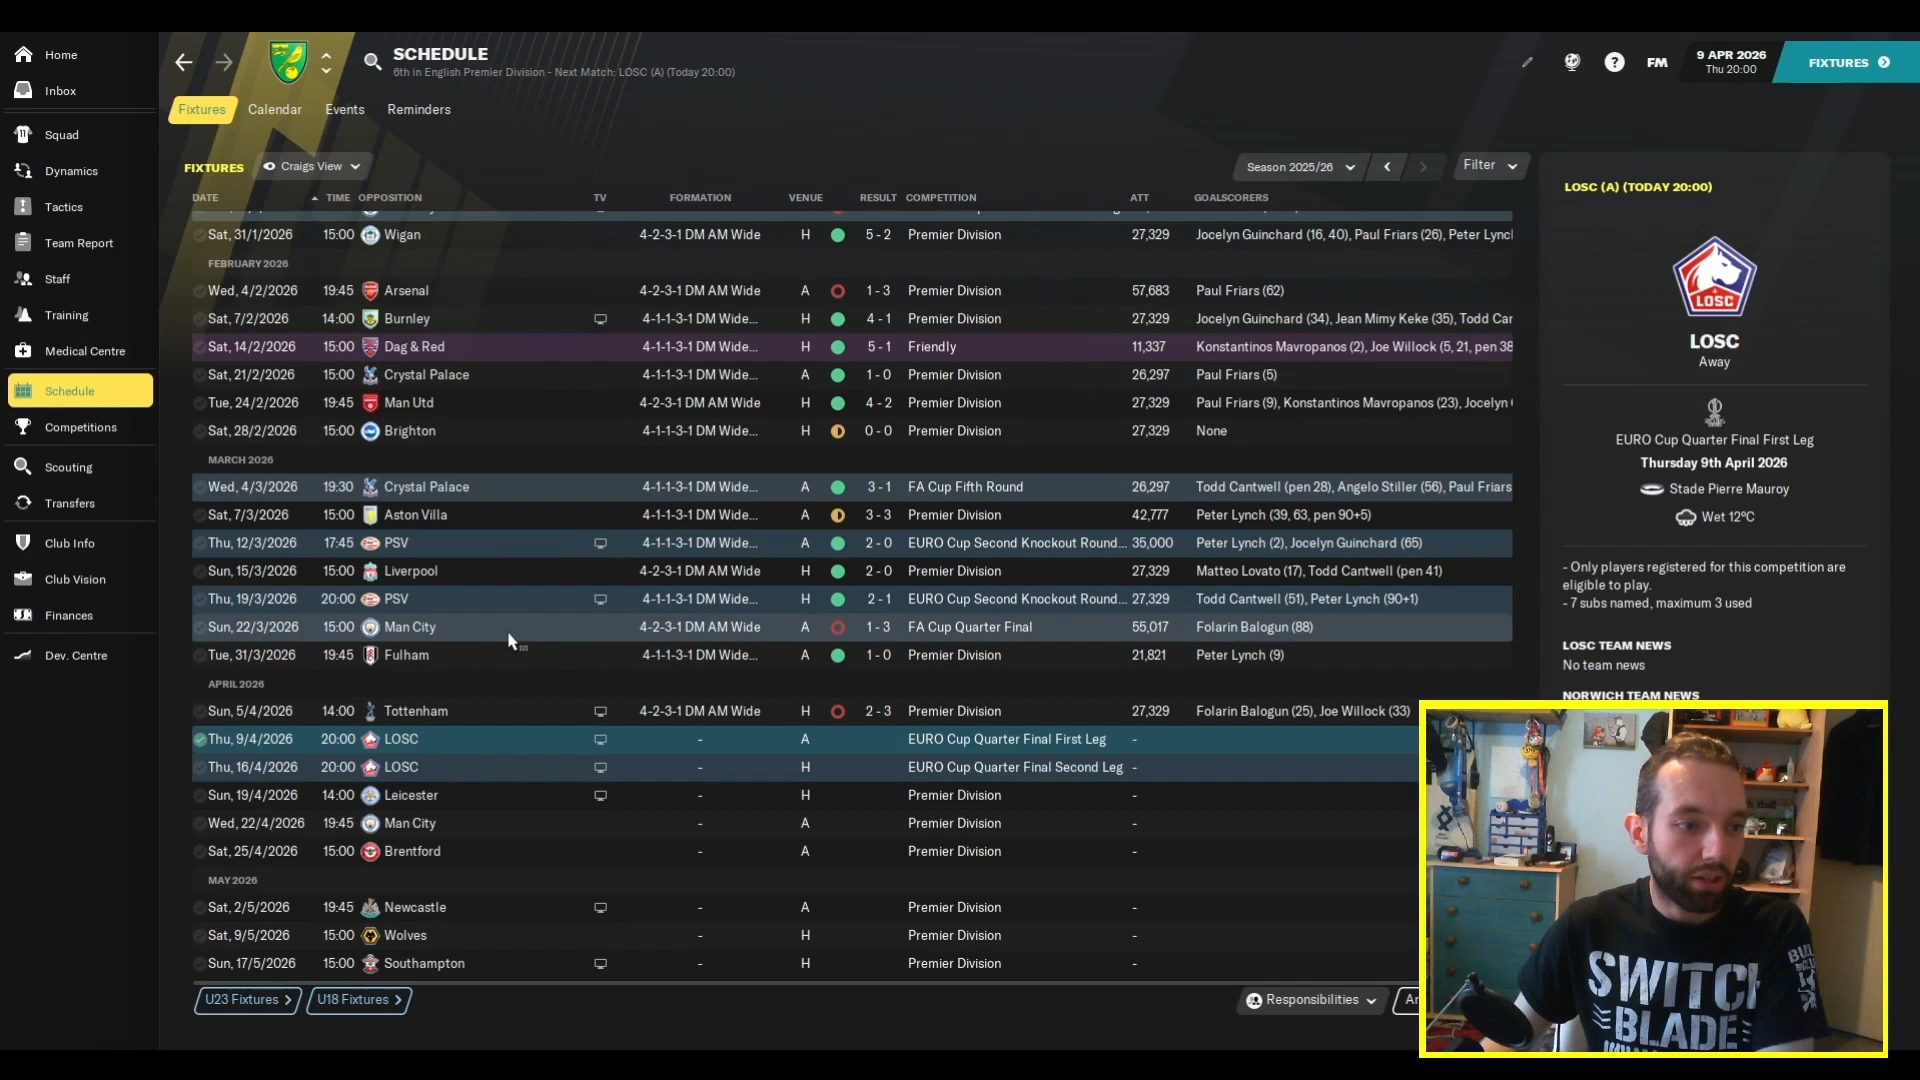 Home
Inbox
Squad
Dynamics
Tactics
Team Report
Staff
Training
Medical Centre
Schedule
Competitions
Scouting
Transfers
Club Info
Club Vision
Finances
Dev. Centre
SCHEDULE
6th in English Premier Division - Next Match: LOSC (A) (Today 20:00)
FM
9 APR 2026
Thu 20:00
FIXTURES
Fixtures Calendar Events Reminders
FIXTURES Craigs View Season 2025/26 Filter
DATE TIME OPPOSITION TV FORMATION VENUE RESULT COMPETITION ATT GOALSCORERS
Sat, 31/1/2026 15:00 Wigan 4-2-3-1 DM AM Wide H 5 - 2 Premier Division 27,329 Jocelyn Guinchard (16, 40), Paul Friars (26), Peter Lyncl
FEBRUARY 2026
Wed, 4/2/2026 19:45 Arsenal 4-2-3-1 DM AM Wide A 1 - 3 Premier Division 57,683 Paul Friars (62)
Sat, 7/2/2026 14:00 Burnley 4-1-1-3-1 DM Wide... H 4 - 1 Premier Division 27,329 Jocelyn Guinchard (34), Jean Mimy Keke (35), Todd Car
Sat, 14/2/2026 15:00 Dag & Red 4-1-1-3-1 DM Wide... H 5 - 1 Friendly 11,337 Konstantinos Mavropanos (2), Joe Willock (5, 21, pen 38
Sat, 21/2/2026 15:00 Crystal Palace 4-1-1-3-1 DM Wide... A 1 - 0 Premier Division 26,297 Paul Friars (5)
Tue, 24/2/2026 19:45 Man Utd 4-2-3-1 DM AM Wide H 4 - 2 Premier Division 27,329 Paul Friars (9), Konstantinos Mavropanos (23), Jocelyn
Sat, 28/2/2026 15:00 Brighton 4-1-1-3-1 DM Wide... H 0 - 0 Premier Division 27,329 None
MARCH 2026
Wed, 4/3/2026 19:30 Crystal Palace 4-1-1-3-1 DM Wide... A 3 - 1 FA Cup Fifth Round 26,297 Todd Cantwell (pen 28), Angelo Stiller (56), Paul Friars
Sat, 7/3/2026 15:00 Aston Villa 4-1-1-3-1 DM Wide... A 3 - 3 Premier Division 42,777 Peter Lynch (39, 63, pen 90+5)
Thu, 12/3/2026 17:45 PSV 4-1-1-3-1 DM Wide... A 2 - 0 EURO Cup Second Knockout Round... 35,000 Peter Lynch (2), Jocelyn Guinchard (65)
Sun, 15/3/2026 15:00 Liverpool 4-2-3-1 DM AM Wide H 2 - 0 Premier Division 27,329 Matteo Lovato (17), Todd Cantwell (pen 41)
Thu, 19/3/2026 20:00 PSV 4-1-1-3-1 DM Wide... H 2 - 1 EURO Cup Second Knockout Round... 27,329 Todd Cantwell (51), Peter Lynch (90+1)
Sun, 22/3/2026 15:00 Man City 4-2-3-1 DM AM Wide A 1 - 3 FA Cup Quarter Final 55,017 Folarin Balogun (88)
Tue, 31/3/2026 19:45 Fulham 4-1-1-3-1 DM Wide... A 1 - 0 Premier Division 21,821 Peter Lynch (9)
APRIL 2026
Sun, 5/4/2026 14:00 Tottenham 4-2-3-1 DM AM Wide H 2 - 3 Premier Division 27,329 Folarin Balogun (25), Joe Willock (33)
Thu, 9/4/2026 20:00 LOSC - A EURO Cup Quarter Final First Leg -
Thu, 16/4/2026 20:00 LOSC - H EURO Cup Quarter Final Second Leg -
Sun, 19/4/2026 14:00 Leicester - H Premier Division -
Wed, 22/4/2026 19:45 Man City - A Premier Division -
Sat, 25/4/2026 15:00 Brentford - A Premier Division -
MAY 2026
Sat, 2/5/2026 19:45 Newcastle - A Premier Division -
Sat, 9/5/2026 15:00 Wolves - H Premier Division -
Sun, 17/5/2026 15:00 Southampton - H Premier Division -
U23 Fixtures U18 Fixtures Responsibilities
LOSC (A) (TODAY 20:00)
LOSC
LOSC
Away
EURO Cup Quarter Final First Leg
Thursday 9th April 2026
Stade Pierre Mauroy
Wet 12°C
- Only players registered for this competition are
eligible to play.
- 7 subs named, maximum 3 used
LOSC TEAM NEWS
No team news
NORWICH TEAM NEWS
SWITCH
BLADE